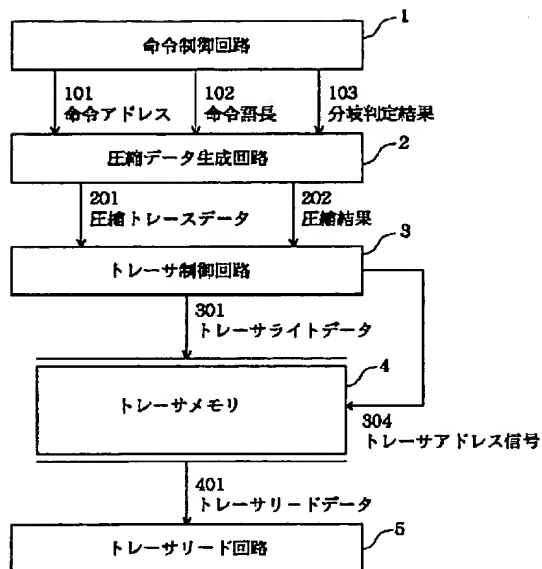 1
命令制御回路
101
命令アドレス
102
命令語長
103
分岐判定結果
2
圧縮データ生成回路
201
圧縮トレースデータ
202
圧縮結果
3
トレーサ制御回路
301
トレーサライトデータ
4
トレーサメモリ
304
トレーサアドレス信号
401
トレーサリードデータ
5
トレーサリード回路